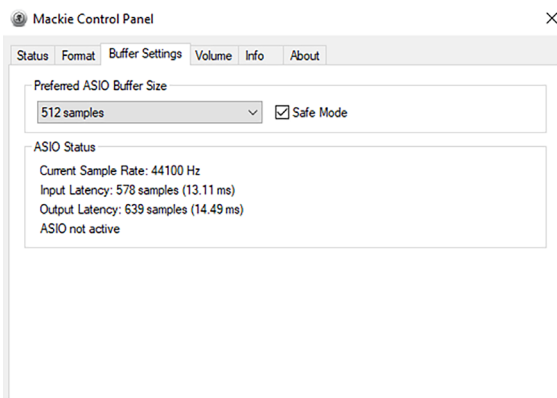 Mackie Control Panel
Status Format Buffer Settings Volume Info About
Preferred ASIO Buffer Size
512 samples Safe Mode
ASIO Status
Current Sample Rate: 44100 Hz
Input Latency: 578 samples (13.11 ms)
Output Latency: 639 samples (14.49 ms)
ASIO not active